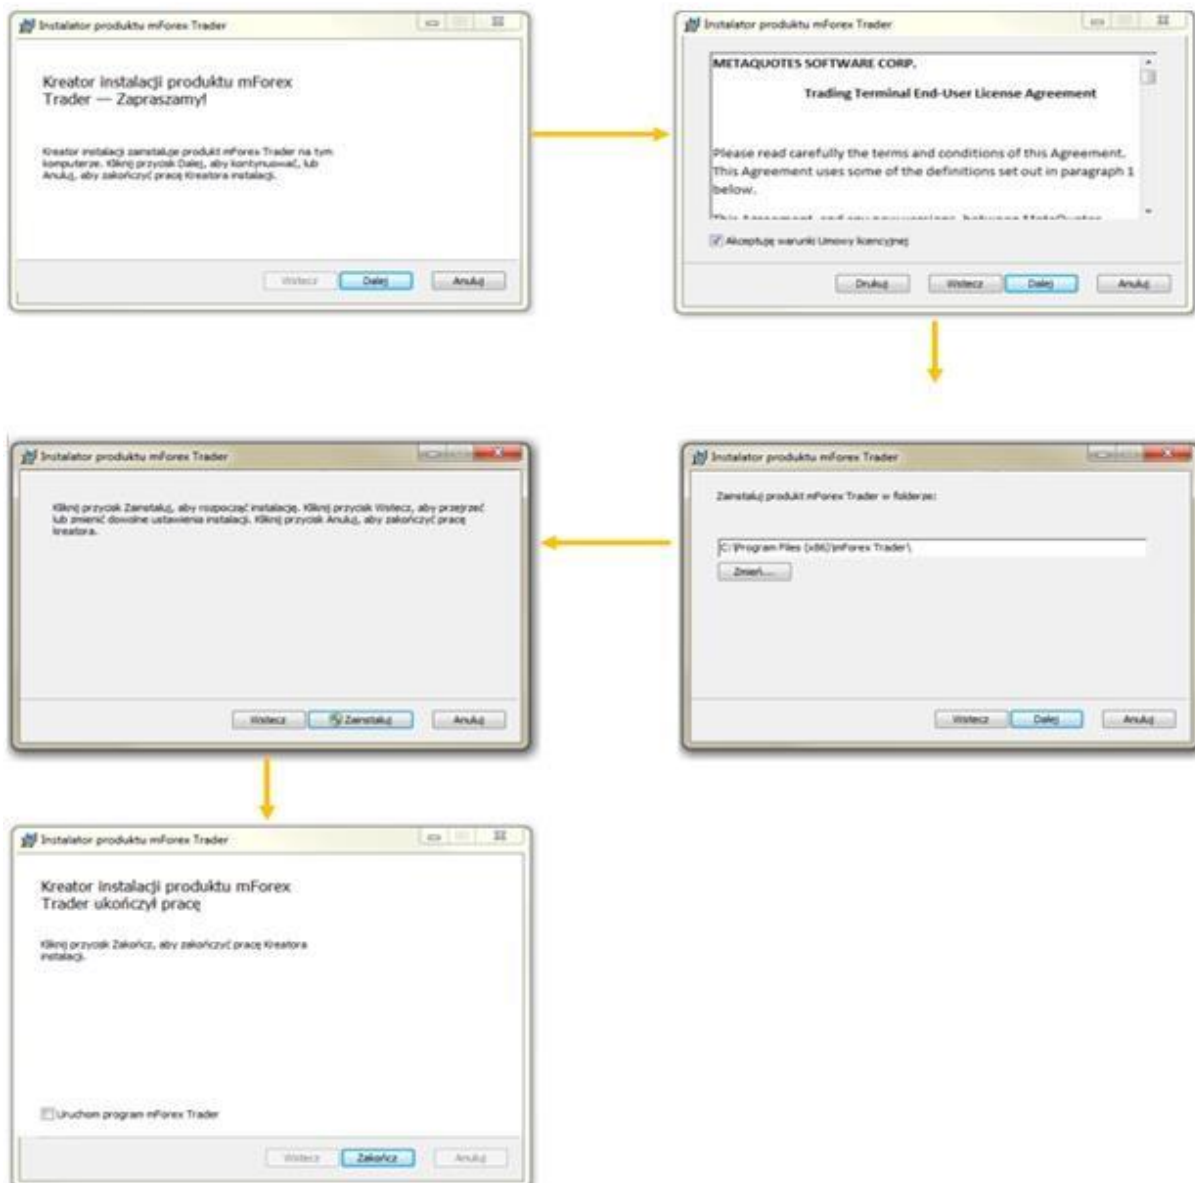 Instalator produktu mForex Trader
Kreator instalacji produktu mForex
Trader — Zapraszamy!
Kreator instalacji zainstaluje produkt mForex Trader na tym
komputerze. Kliknij przycisk Dalej, aby kontynuować, lub
Anuluj, aby zakończyć pracę Kreatora instalacji.
Wstecz Dalej Anuluj
Instalator produktu mForex Trader
METAQUOTES SOFTWARE CORP.
Trading Terminal End-User License Agreement
Please read carefully the terms and conditions of this Agreement.
This Agreement uses some of the definitions set out in paragraph 1
below.
This Agreement, and any new versions, between MetaQuotes
Akceptuję warunki Umowy licencyjnej
Drukuj Wstecz Dalej Anuluj
Instalator produktu mForex Trader
Zainstaluj produkt mForex Trader w folderze:
C:\Program Files (x86)\mForex Trader\
Zmień...
Wstecz Dalej Anuluj
Instalator produktu mForex Trader
Kliknij przycisk Zainstaluj, aby rozpocząć instalację. Kliknij przycisk Wstecz, aby przejrzeć
lub zmienić dowolne ustawienia instalacji. Kliknij przycisk Anuluj, aby zakończyć pracę
kreatora.
Wstecz Zainstaluj Anuluj
Instalator produktu mForex Trader
Kreator instalacji produktu mForex
Trader ukończył pracę
Kliknij przycisk Zakończ, aby zakończyć pracę Kreatora
instalacji.
Uruchom program mForex Trader
Wstecz Zakończ Anuluj